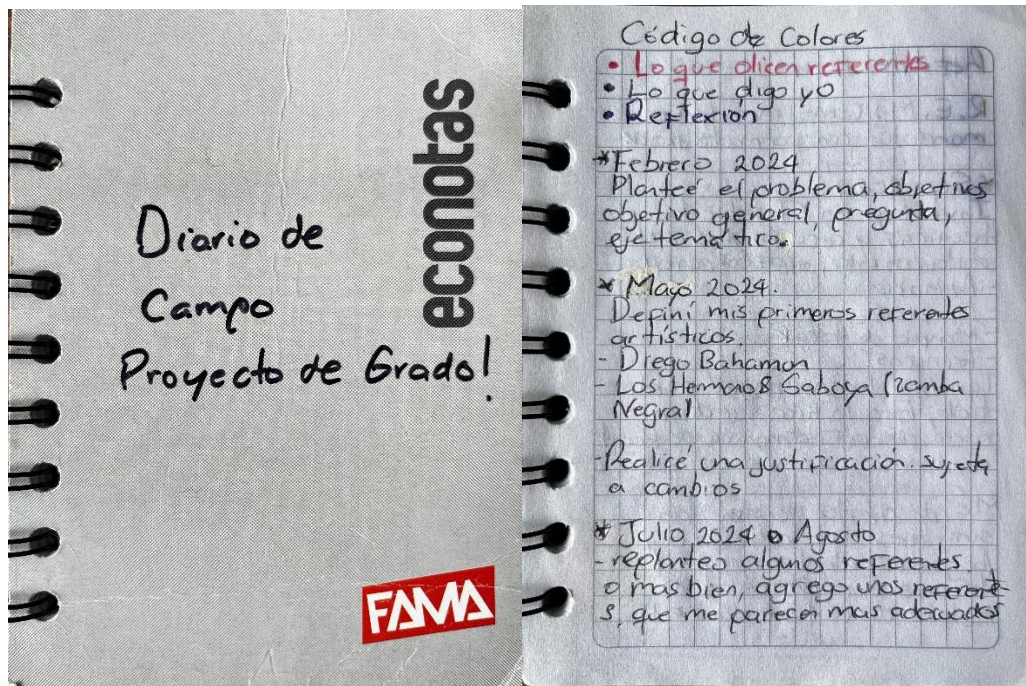 econotas
Diario de
Campo
Proyecto de Grado!
FAMA
Código de Colores
• Lo que dicen referentes
• Lo que digo yo
• Reflexión
*Febrero 2024
Planteé el problema, objetivos
objetivo general, pregunta,
eje temático.
* Mayo 2024.
Definí mis primeros referentes
artísticos.
- Diego Bahamon
- Los Hermanos Saboya (zamba
Negra)
- Realicé una justificación. sujeta
a cambios
* Julio 2024 o Agosto
- replanteo algunos referentes
o mas bien, agrego unos referente
s, que me parecen mas adecuados